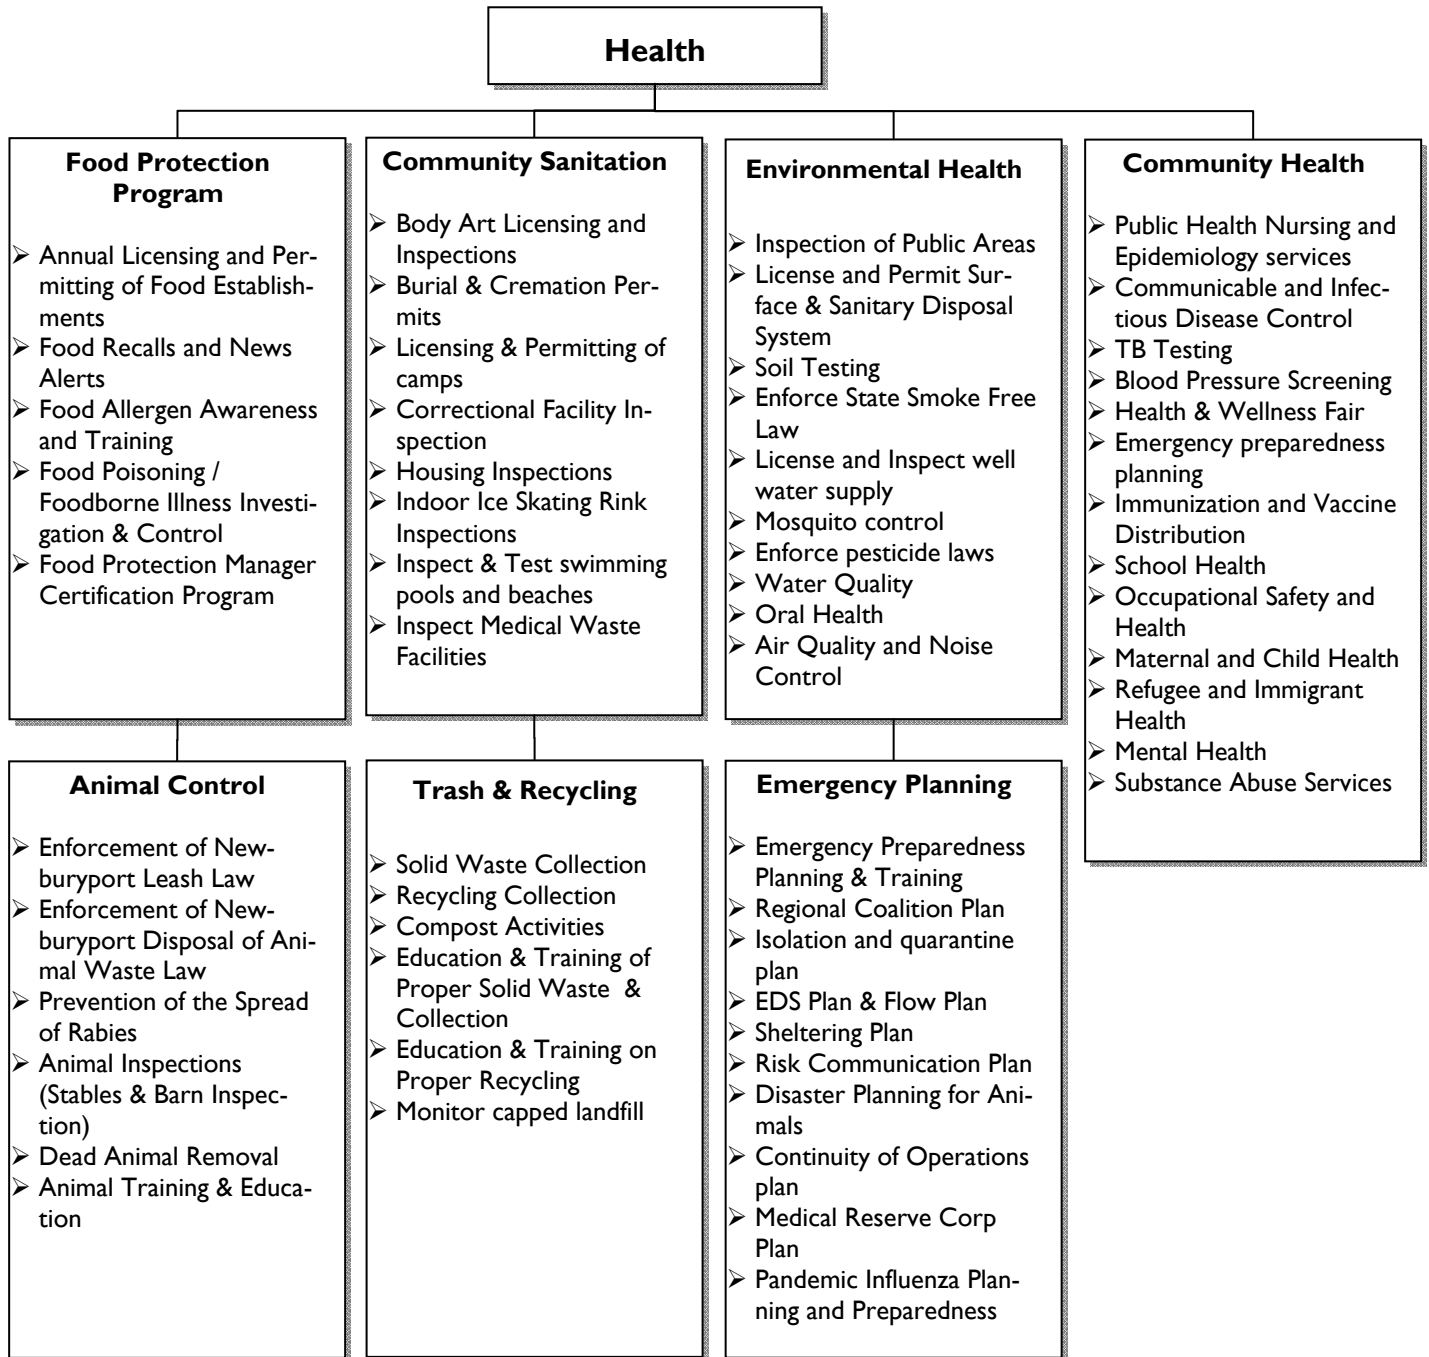 Health
Food Protection
Program
➢ Annual Licensing and Per-
mitting of Food Establish-
ments
➢ Food Recalls and News
Alerts
➢ Food Allergen Awareness
and Training
➢ Food Poisoning /
Foodborne Illness Investi-
gation & Control
➢ Food Protection Manager
Certification Program
Community Sanitation
➢ Body Art Licensing and
Inspections
➢ Burial & Cremation Per-
mits
➢ Licensing & Permitting of
camps
➢ Correctional Facility In-
spection
➢ Housing Inspections
➢ Indoor Ice Skating Rink
Inspections
➢ Inspect & Test swimming
pools and beaches
➢ Inspect Medical Waste
Facilities
Environmental Health
➢ Inspection of Public Areas
➢ License and Permit Sur-
face & Sanitary Disposal
System
➢ Soil Testing
➢ Enforce State Smoke Free
Law
➢ License and Inspect well
water supply
➢ Mosquito control
➢ Enforce pesticide laws
➢ Water Quality
➢ Oral Health
➢ Air Quality and Noise
Control
Community Health
➢ Public Health Nursing and
Epidemiology services
➢ Communicable and Infec-
tious Disease Control
➢ TB Testing
➢ Blood Pressure Screening
➢ Health & Wellness Fair
➢ Emergency preparedness
planning
➢ Immunization and Vaccine
Distribution
➢ School Health
➢ Occupational Safety and
Health
➢ Maternal and Child Health
➢ Refugee and Immigrant
Health
➢ Mental Health
➢ Substance Abuse Services
Animal Control
➢ Enforcement of New-
buryport Leash Law
➢ Enforcement of New-
buryport Disposal of Ani-
mal Waste Law
➢ Prevention of the Spread
of Rabies
➢ Animal Inspections
(Stables & Barn Inspec-
tion)
➢ Dead Animal Removal
➢ Animal Training & Educa-
tion
Trash & Recycling
➢ Solid Waste Collection
➢ Recycling Collection
➢ Compost Activities
➢ Education & Training of
Proper Solid Waste & 
Collection
➢ Education & Training on
Proper Recycling
➢ Monitor capped landfill
Emergency Planning
➢ Emergency Preparedness
Planning & Training
➢ Regional Coalition Plan
➢ Isolation and quarantine
plan
➢ EDS Plan & Flow Plan
➢ Sheltering Plan
➢ Risk Communication Plan
➢ Disaster Planning for Ani-
mals
➢ Continuity of Operations
plan
➢ Medical Reserve Corp
Plan
➢ Pandemic Influenza Plan-
ning and Preparedness